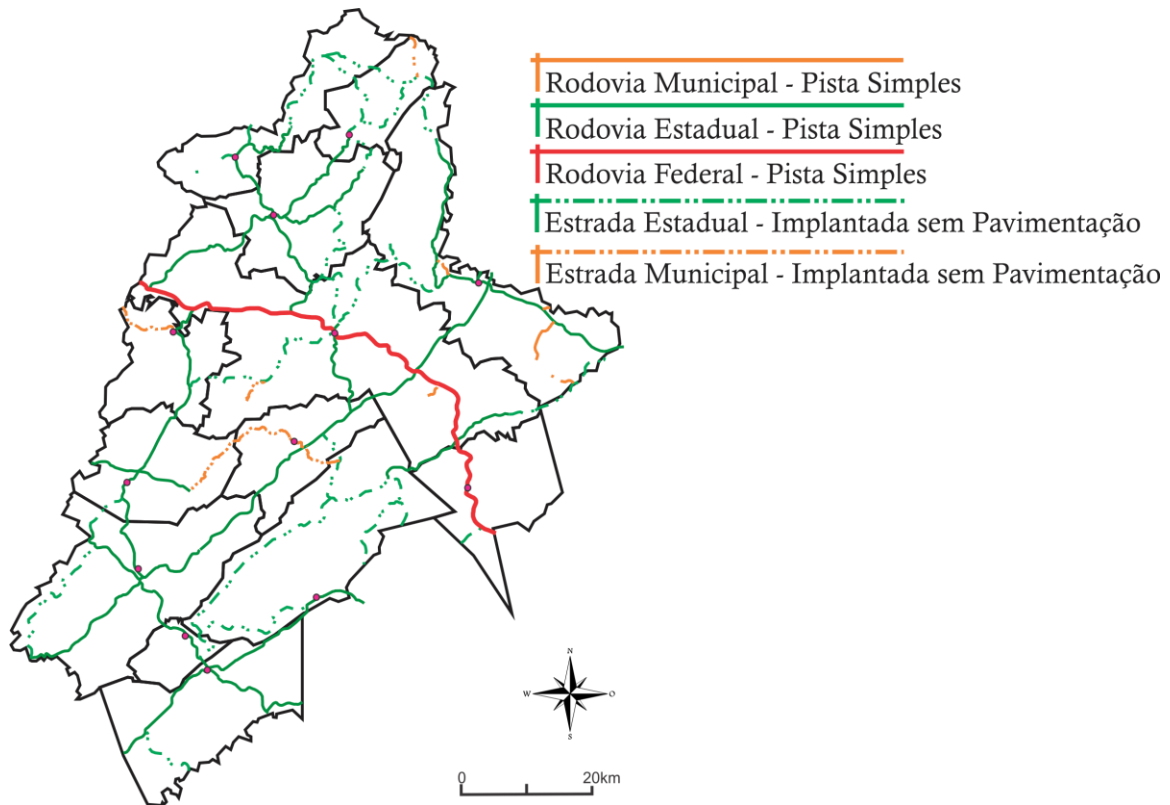 Rodovia Municipal - Pista Simples
Rodovia Estadual - Pista Simples
Rodovia Federal - Pista Simples
Estrada Estadual - Implantada sem Pavimentação
Estrada Municipal - Implantada sem Pavimentação
N
W O
S
0 20km